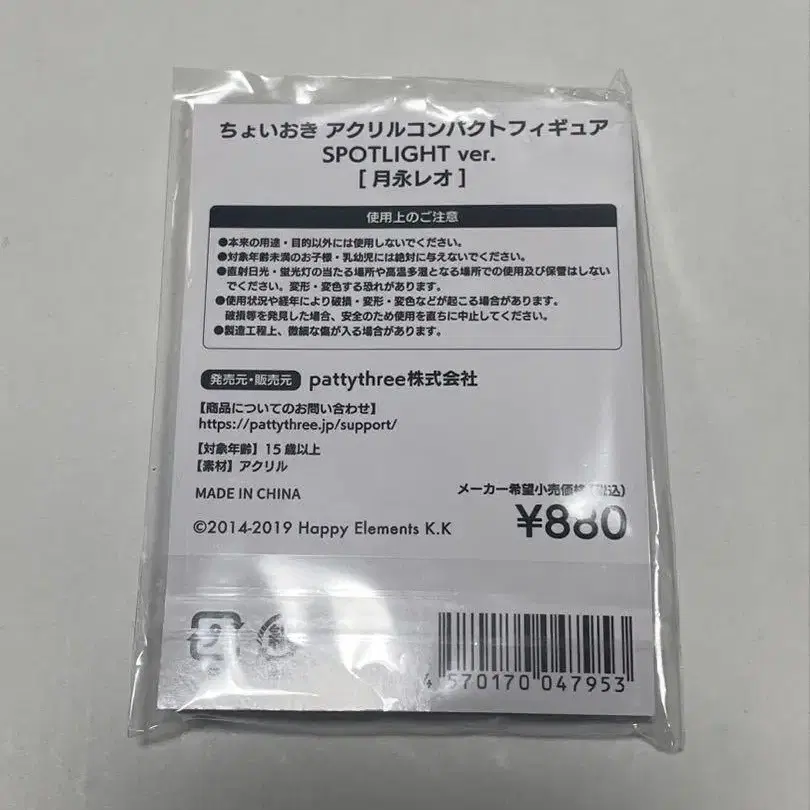 ちょいおき アクリルコンパクトフィギュア
SPOTLIGHT ver.
[ 月永レオ ]
使用上のご注意
●本来の用途・目的以外には使用しないでください。
●対象年齢未満のお子様・乳幼児には絶対に与えないでください。
●直射日光・蛍光灯の当たる場所や高温多湿となる場所での使用及び保管はしない
でください。変形・変色する恐れがあります。
●使用状況や経年により破損・変形・変色などが起こる場合があります。
破損等を発見した場合、安全のため使用を直ちに中止してください。
●製造工程上、微細な傷が入る場合があります。
発売元・販売元 pattythree株式会社
【商品についてのお問い合わせ】
https://pattythree.jp/support/
【対象年齢】15歳以上
【素材】アクリル
MADE IN CHINA
メーカー希望小売価格(税込)
¥880
©2014-2019 Happy Elements K.K
4 570170 047953